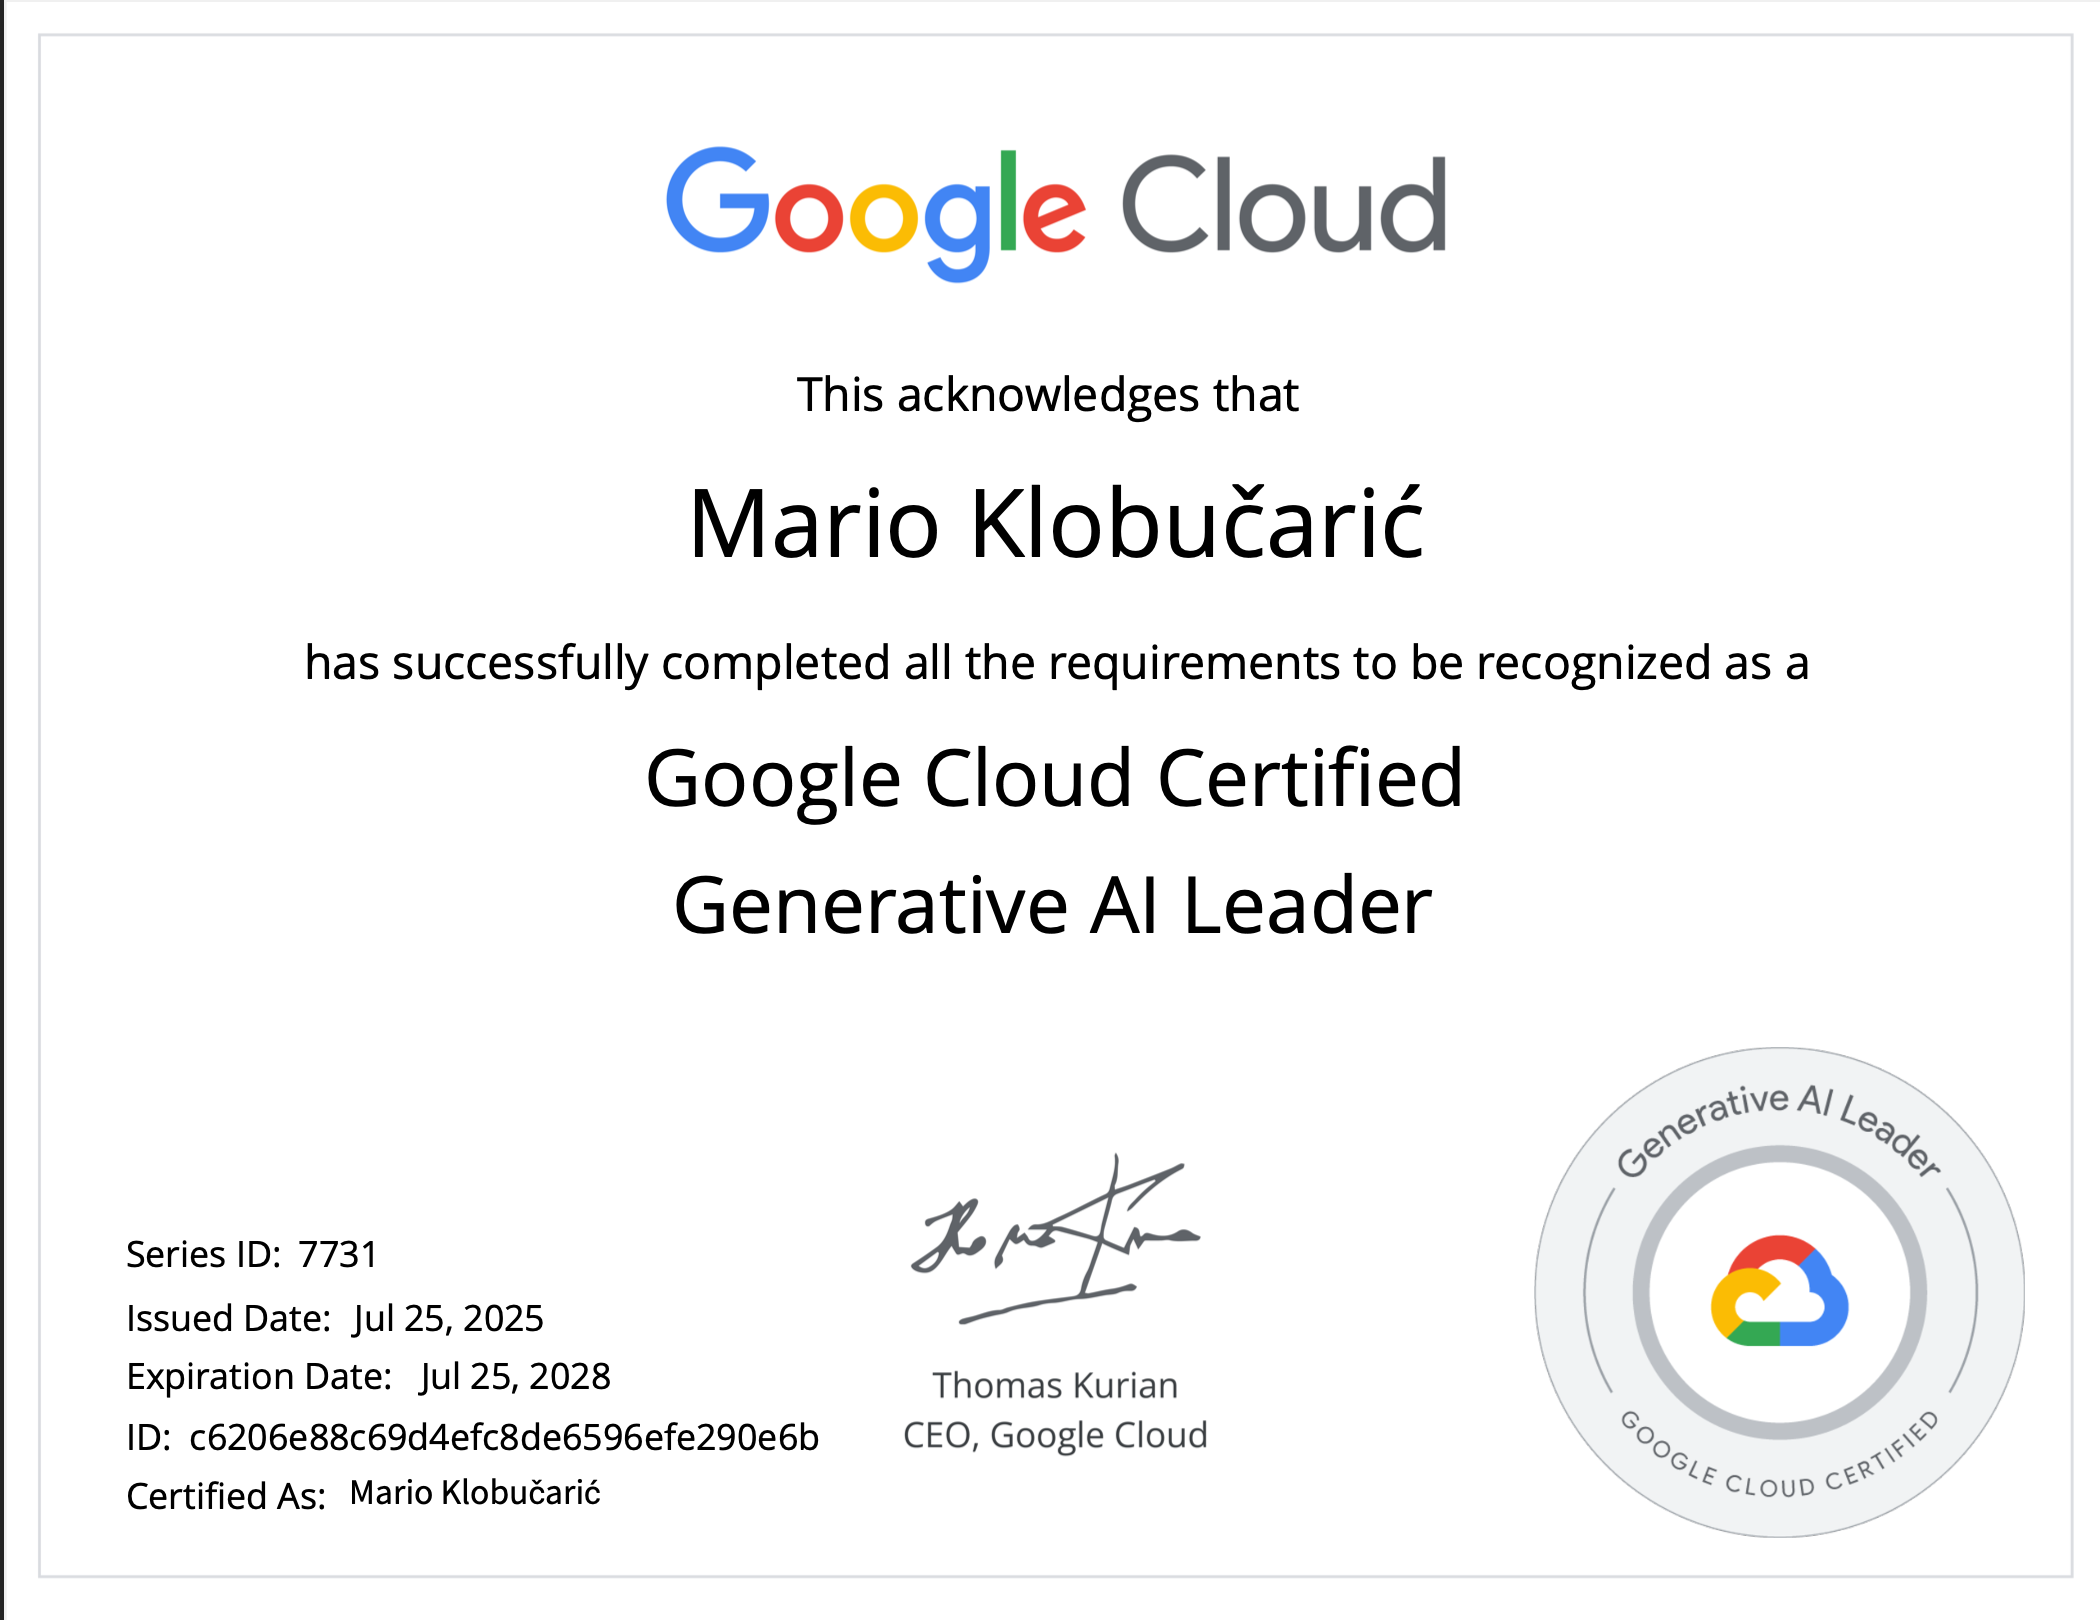 Google Cloud
This acknowledges that
Mario Klobučarić
has successfully completed all the requirements to be recognized as a
Google Cloud Certified
Generative AI Leader
Series ID: 7731
Issued Date: Jul 25, 2025
Expiration Date: Jul 25, 2028
ID: c6206e88c69d4efc8de6596efe290e6b
Certified As: Mario Klobučarić
Thomas Kurian
CEO, Google Cloud
Generative AI Leader
GOOGLE CLOUD CERTIFIED